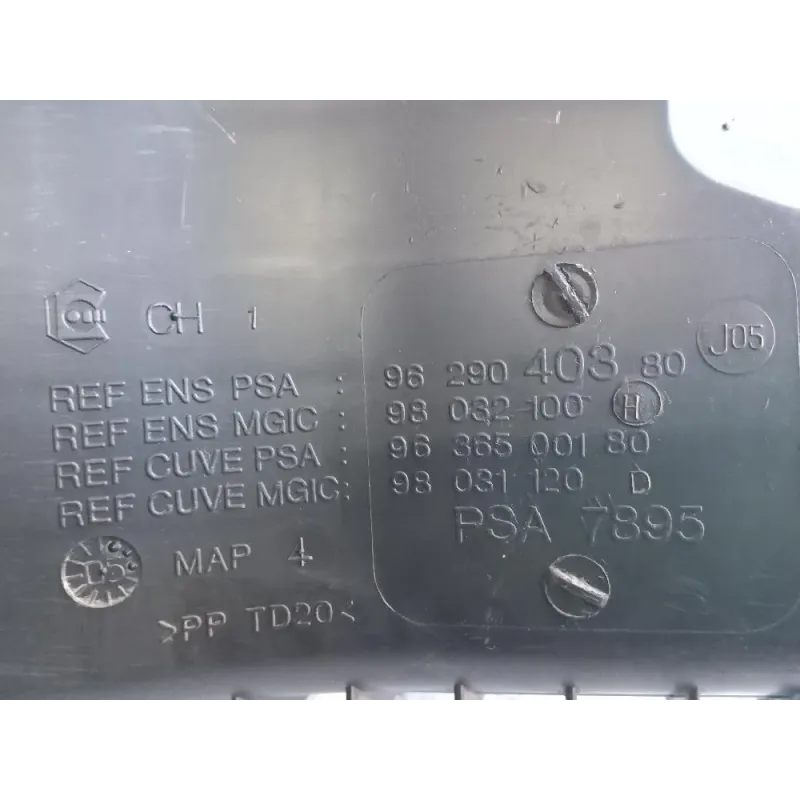 CH 1
J05
REF ENS PSA : 96 290 403 80
REF ENS MGIC: 98 032 100 H
REF CUVE PSA : 96 365 001 80
REF CUVE MGIC: 98 031 120 D
PSA 7895
05 MAP 4
>PP TD20<